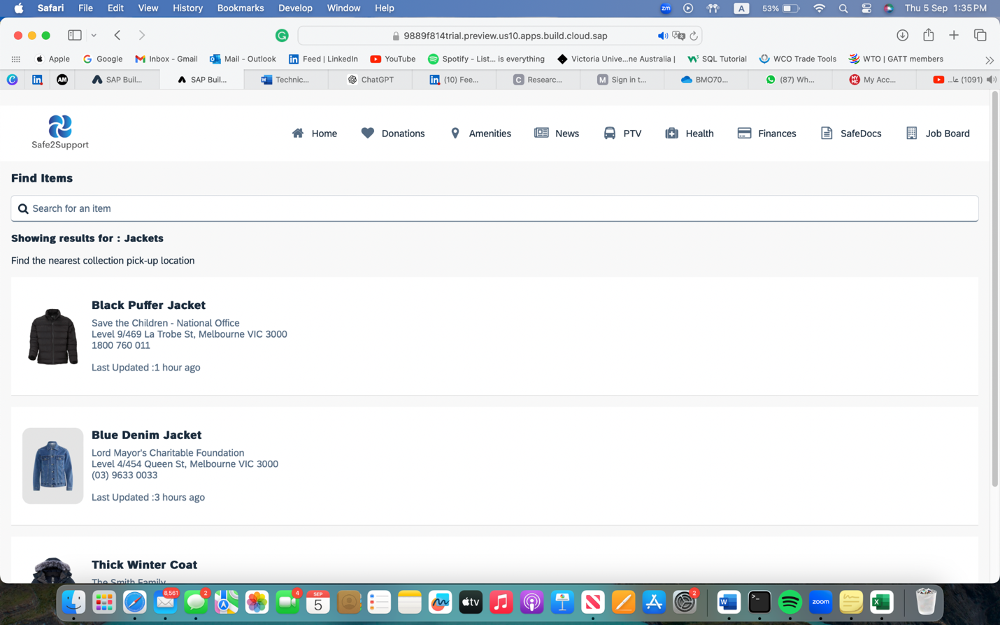 Safari File Edit View History Bookmarks Develop Window Help zm A 53% Thu 5 Sep 1:35 PM
9889f814trial.preview.us10.apps.build.cloud.sap
Apple Google Inbox - Gmail Mail - Outlook Feed | LinkedIn YouTube Spotify - List... is everything Victoria Unive...ne Australia | SQL Tutorial WCO Trade Tools WTO | GATT members
in AM SAP Buil... SAP Buil... Technic... ChatGPT (10) Fee... Researc... Sign in t... BMO70... (87) Wh... My Acc... (1091)
Safe2Support
Home Donations Amenities News PTV Health Finances SafeDocs Job Board
Find Items
Search for an item
Showing results for : Jackets
Find the nearest collection pick-up location
Black Puffer Jacket
Save the Children - National Office
Level 9/469 La Trobe St, Melbourne VIC 3000
1800 760 011
Last Updated :1 hour ago
Blue Denim Jacket
Lord Mayor's Charitable Foundation
Level 4/454 Queen St, Melbourne VIC 3000
(03) 9633 0033
Last Updated :3 hours ago
Thick Winter Coat
The Smith Family
8,561 2 4 SEP 5 tv 2 W zoom X